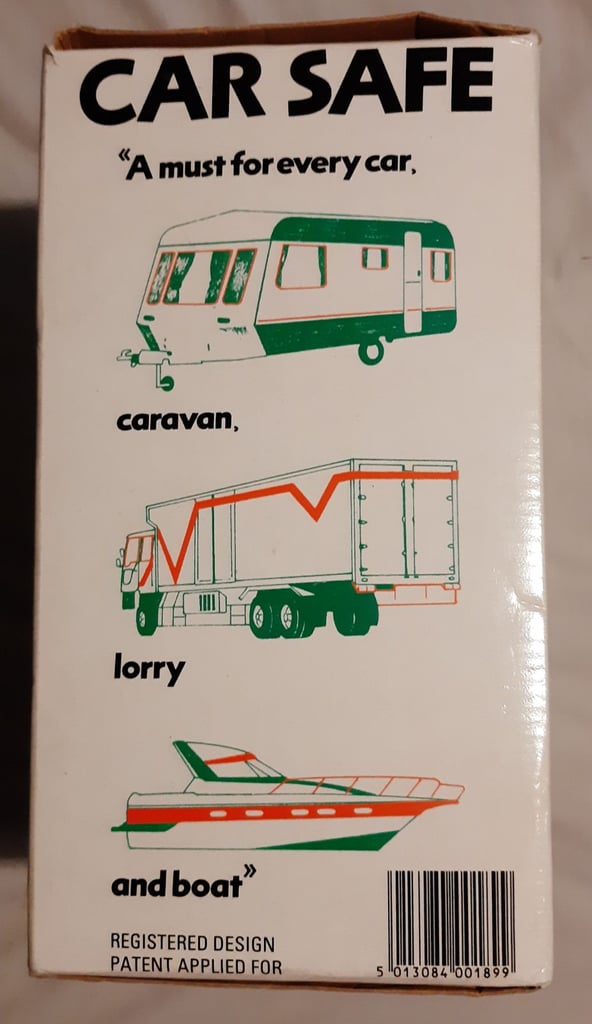 CAR SAFE
«A must for every car,
caravan,
lorry
and boat»
REGISTERED DESIGN
PATENT APPLIED FOR
5 013084 001899